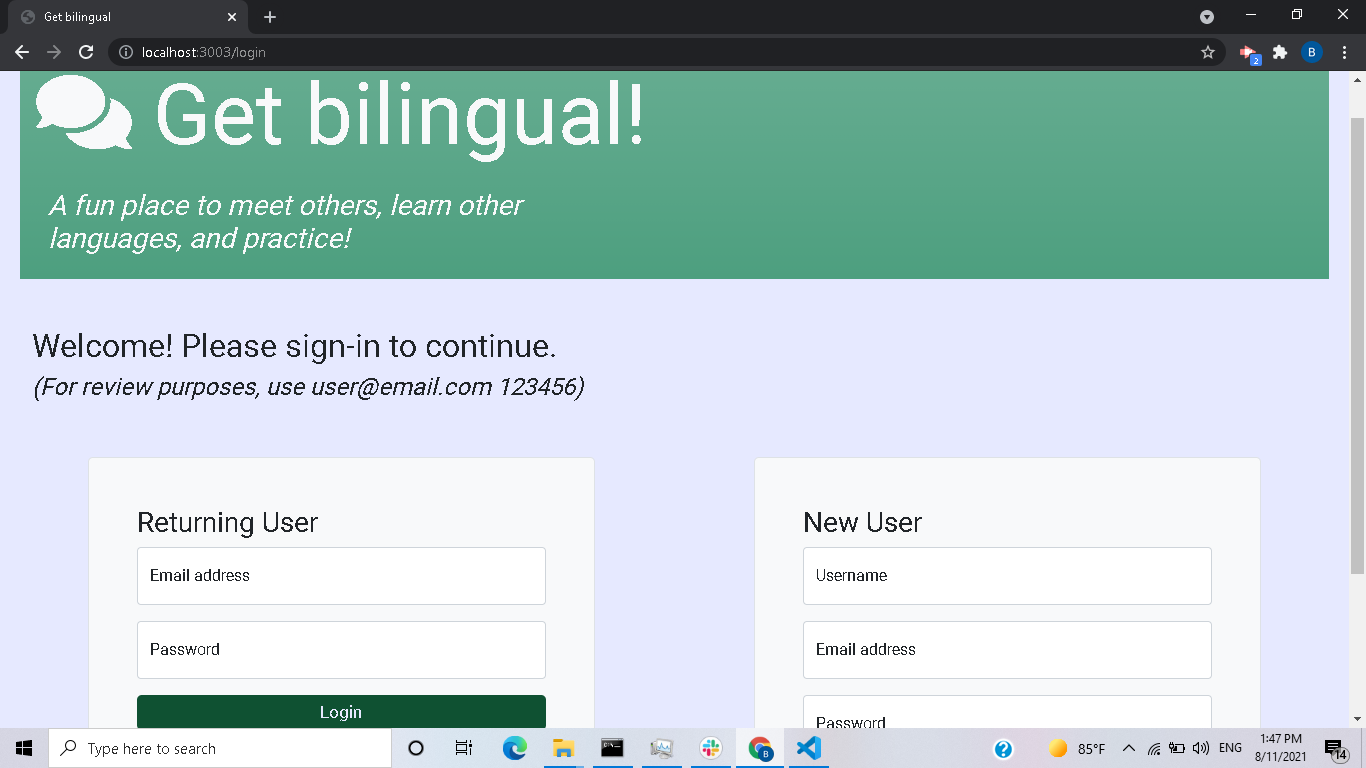 Get bilingual
localhost:3003/login
2
B
Get bilingual!
A fun place to meet others, learn other
languages, and practice!
Welcome! Please sign-in to continue.
(For review purposes, use user@email.com 123456)
Returning User
Email address
Password
Login
New User
Username
Email address
Password
Type here to search
B
85°F
ENG
1:47 PM
8/11/2021
14